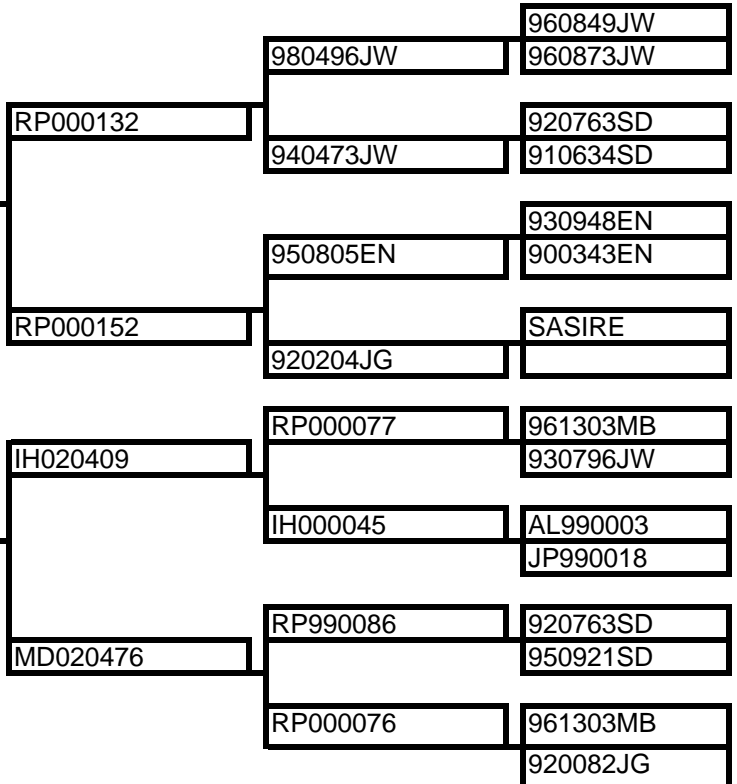 960849JW
980496JW
960873JW
RP000132
920763SD
940473JW
910634SD
930948EN
950805EN
900343EN
RP000152
SASIRE
920204JG
RP000077
961303MB
IH020409
930796JW
IH000045
AL990003
JP990018
RP990086
920763SD
MD020476
950921SD
RP000076
961303MB
920082JG